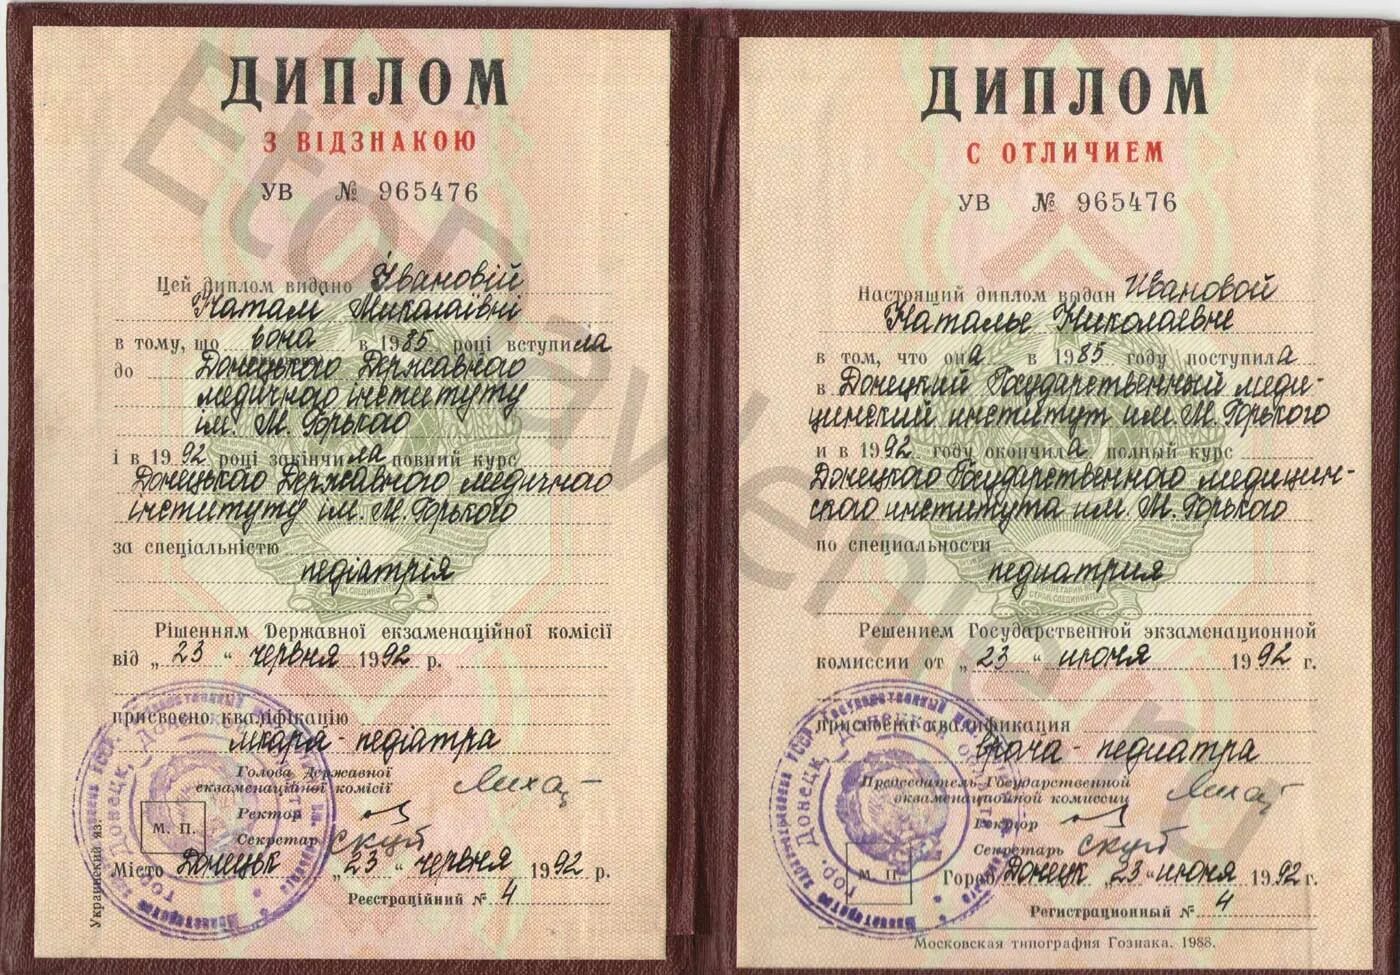 ДИПЛОМ
З ВІДЗНАКОЮ
УВ № 965476
Цей диплом видано Івановій
Наталі Миколаївні
в тому, що вона в 1985 році вступила
до Донецького Державного
медичного інституту
ім. М. Горького
і в 1992 році закінчила повний курс
Донецького Державного медичного
інституту ім. М. Горького
за спеціальністю
педіатрія
Рішенням Державної екзаменаційної комісії
від „23“ червня 1992 р.
присвоєно кваліфікацію
лікаря-педіатра
Голова Державної
екзаменаційної комісії
Ректор
Секретар
М. П.
Місто Донецьк „23“ червня 1992 р.
Реєстраційний № 4
Украинский яз.
ДИПЛОМ
С ОТЛИЧИЕМ
УВ № 965476
Настоящий диплом выдан Ивановой
Наталье Николаевне
в том, что она в 1985 году поступила
в Донецкий Государственный меди-
цинский институт им. М. Горького
и в 1992 году окончила полный курс
Донецкого Государственного медицин-
ского института им. М. Горького
по специальности
педиатрия
Решением Государственной экзаменационной
комиссии от „23“ июня 1992 г.
присвоена квалификация
врача-педиатра
Председатель Государственной
экзаменационной комиссии
Ректор
Секретарь
М. П.
Город Донецк „23“ июня 1992 г.
Регистрационный № 4
Московская типография Гознака. 1988.